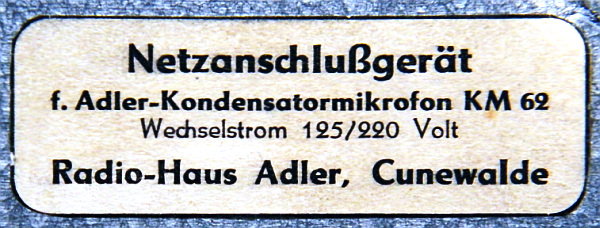 Netzanschlußgerät
f. Adler-Kondensatormikrofon KM 62
Wechselstrom 125/220 Volt
Radio-Haus Adler, Cunewalde